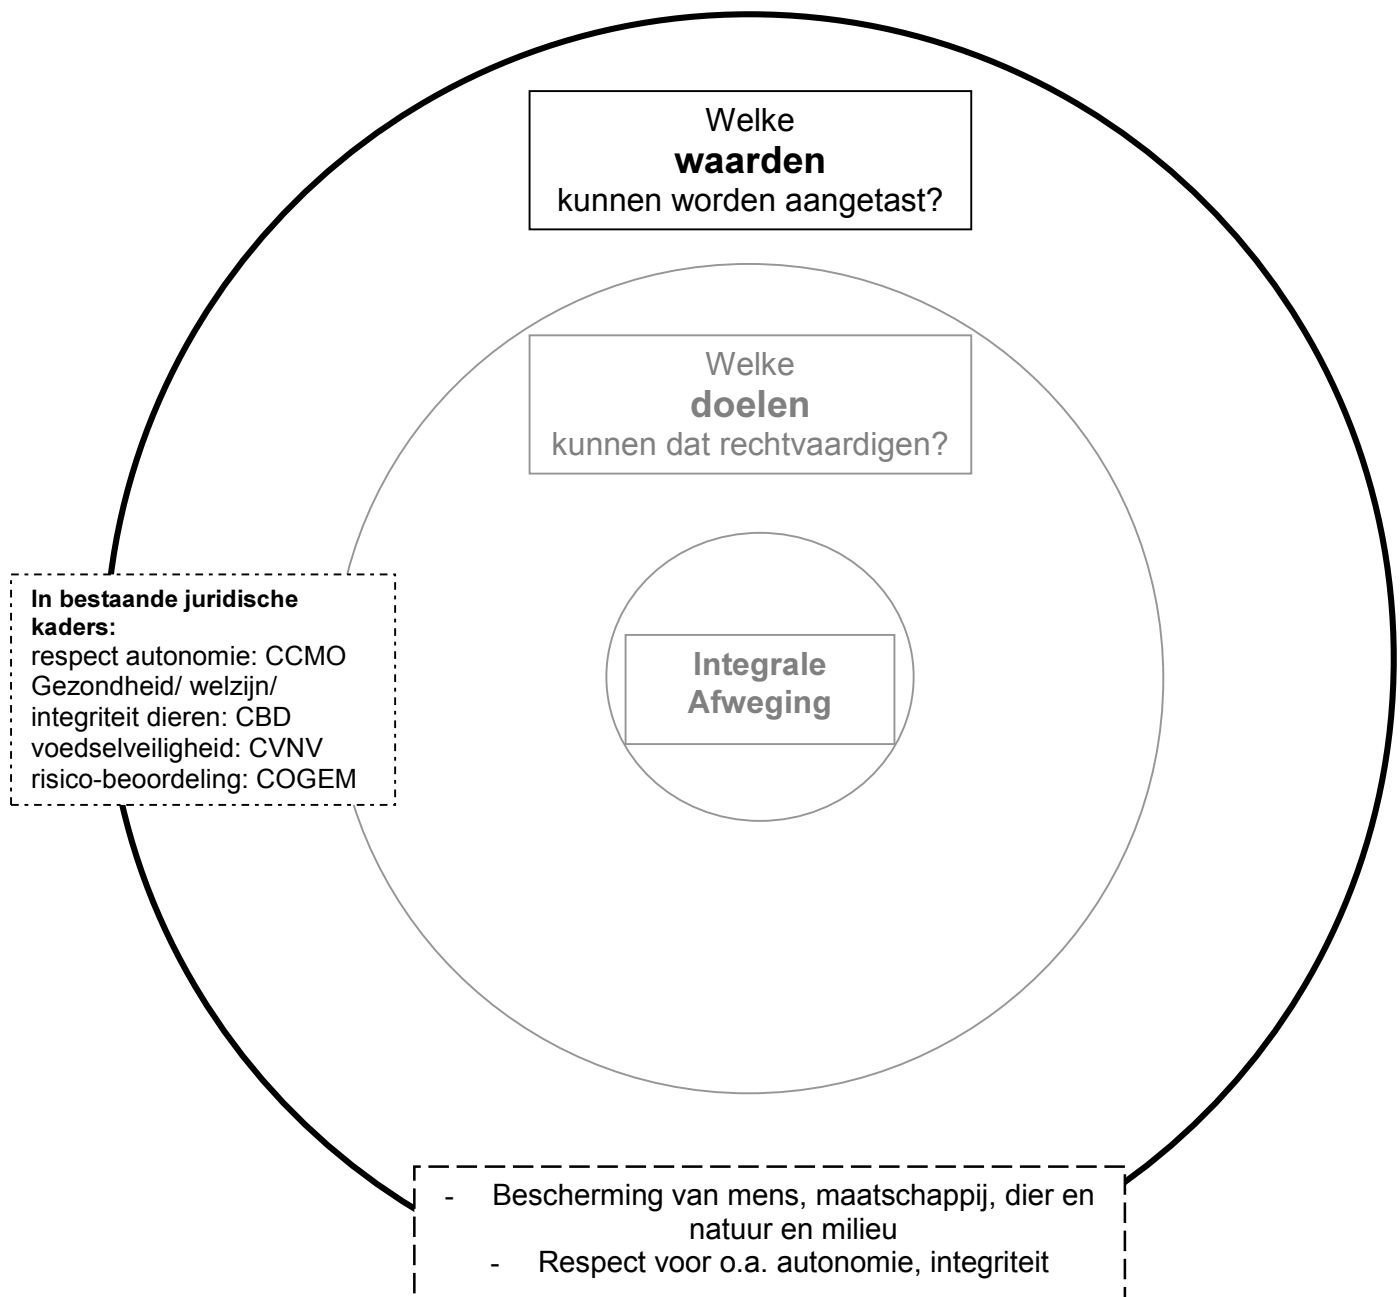 Welke
waarden
kunnen worden aangetast?
Welke
doelen
kunnen dat rechtvaardigen?
In bestaande juridische
kaders:
respect autonomie: CCMO
Gezondheid/ welzijn/
integriteit dieren: CBD
voedselveiligheid: CVNV
risico-beoordeling: COGEM
Integrale
Afweging
- Bescherming van mens, maatschappij, dier en
natuur en milieu
- Respect voor o.a. autonomie, integriteit